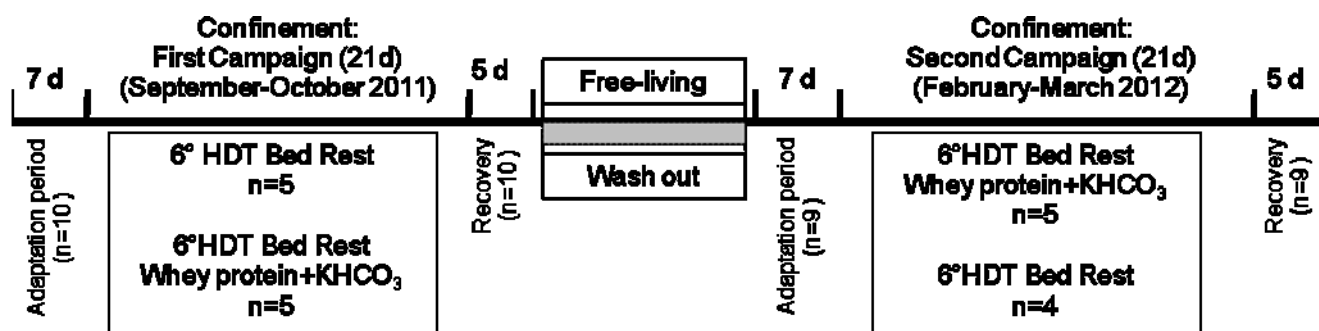 7 d
Confinement:
First Campaign (21d)
(September-October 2011)
5 d
Free-living
Wash out
7 d
Confinement:
Second Campaign (21d)
(February-March 2012)
5 d
Adaptation period
(n=10)
6° HDT Bed Rest
n=5
6°HDT Bed Rest
Whey protein+KHCO₃
n=5
Recovery
(n=10)
Adaptation period
(n=9)
6°HDT Bed Rest
Whey protein+KHCO₃
n=5
6°HDT Bed Rest
n=4
Recovery
(n=9)